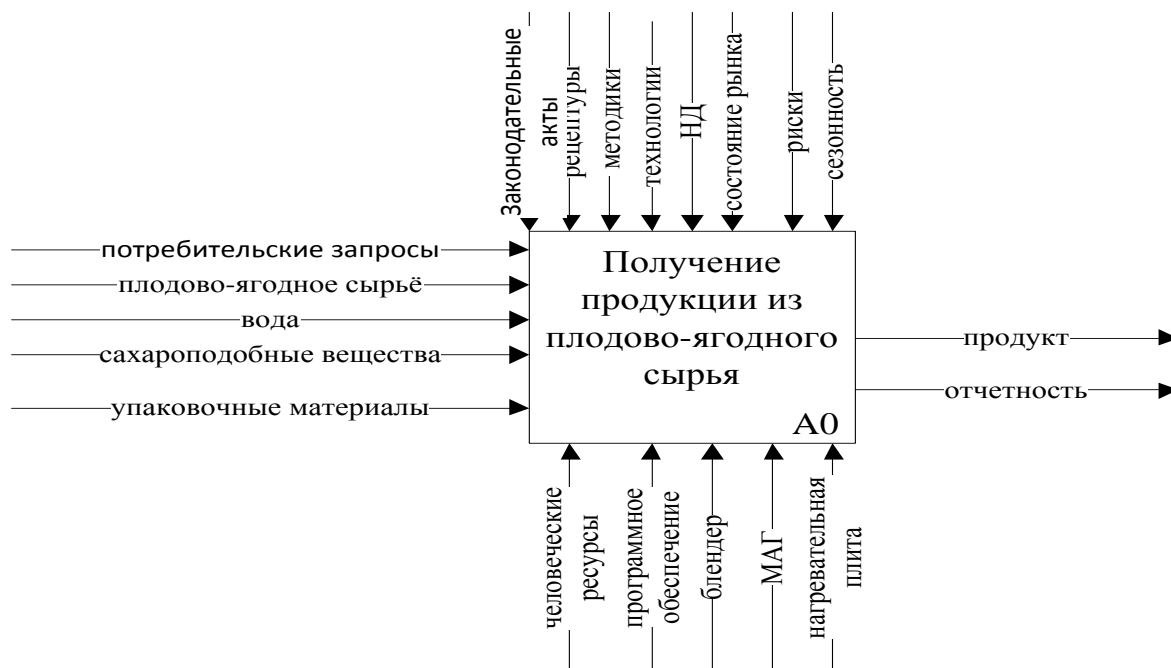 Законодательные
акты
рецептуры
методики
технологии
НД
состояние рынка
риски
сезонность
потребительские запросы
плодово-ягодное сырьё
вода
сахароподобные вещества
упаковочные материалы
Получение
продукции из
плодово-ягодного
сырья
А0
продукт
отчетность
человеческие
ресурсы
программное
обеспечение
блендер
МАГ
нагревательная
плита